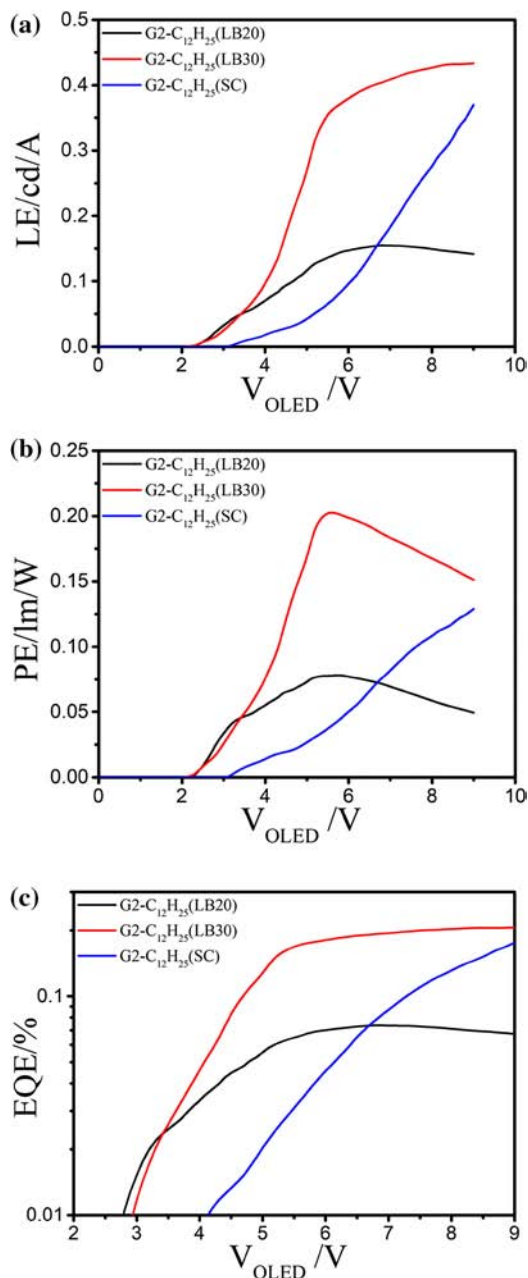 (a)
0.5
G2-C₁₂H₂₅(LB20)
G2-C₁₂H₂₅(LB30)
G2-C₁₂H₂₅(SC)
0.4
0.3
0.2
0.1
0.0
LE/cd/A
0 2 4 6 8 10
V_OLED /V
(b)
0.25
G2-C₁₂H₂₅(LB20)
G2-C₁₂H₂₅(LB30)
G2-C₁₂H₂₅(SC)
0.20
0.15
0.10
0.05
0.00
PE/lm/W
0 2 4 6 8 10
V_OLED /V
(c)
G2-C₁₂H₂₅(LB20)
G2-C₁₂H₂₅(LB30)
G2-C₁₂H₂₅(SC)
0.1
0.01
EQE/%
2 3 4 5 6 7 8 9
V_OLED /V